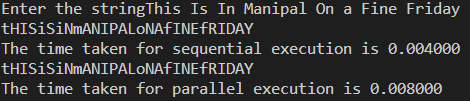 Enter the stringThis Is In Manipal On a Fine Friday
tHISiSiNmANIPALoNAfINEfRIDAY
The time taken for sequential execution is 0.004000
tHISiSiNmANIPALoNAfINEfRIDAY
The time taken for parallel execution is 0.008000